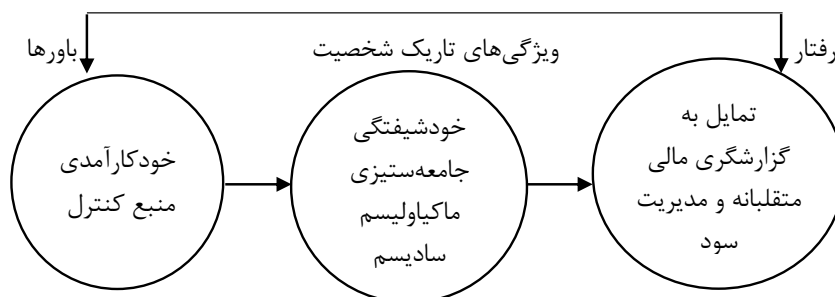 باورها
ویژگی‌های تاریک شخصیت
رفتار
خودکارآمدی
منبع کنترل
خودشیفتگی
جامعه‌ستیزی
ماکیاولیسم
سادیسم
تمایل به
گزارشگری مالی
متقلبانه و مدیریت
سود